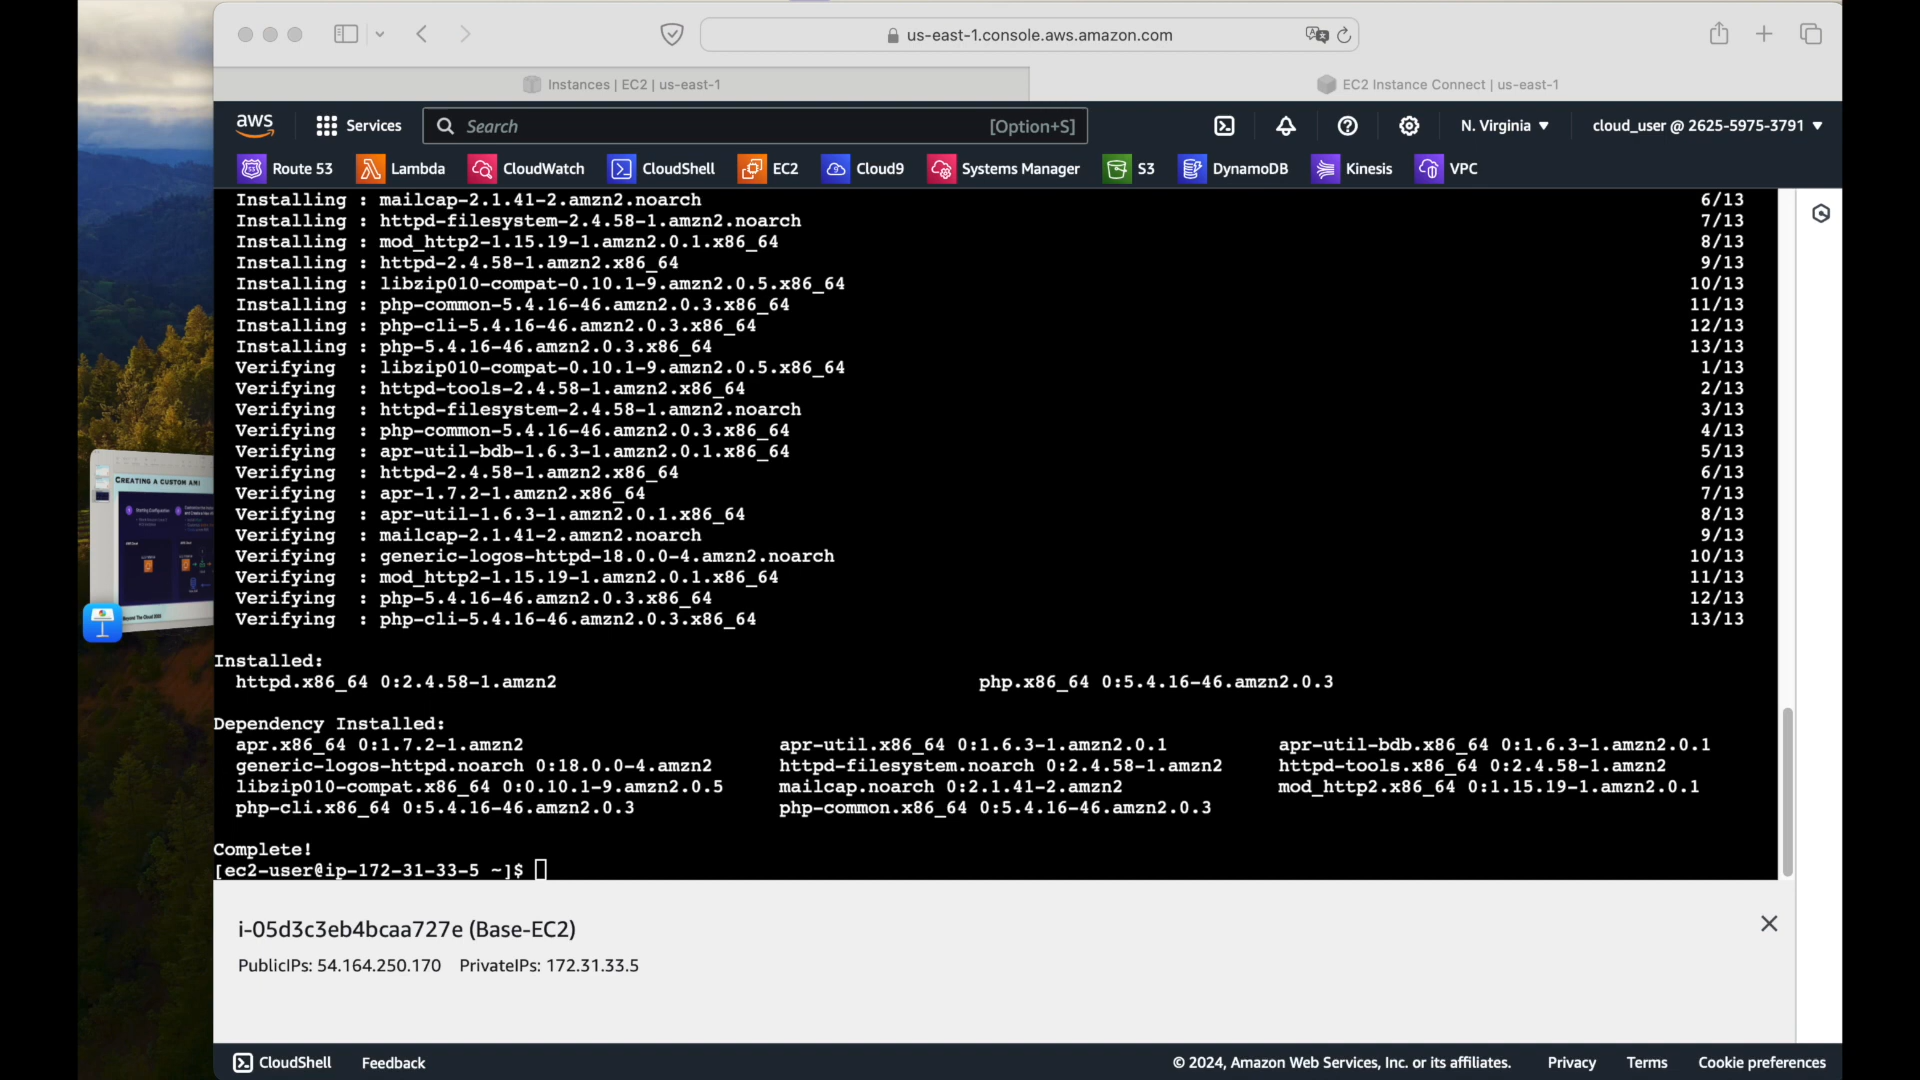 us-east-1.console.aws.amazon.com
Instances | EC2 | us-east-1
EC2 Instance Connect | us-east-1
aws
Services
Search
[Option+S]
N. Virginia
cloud_user @ 2625-5975-3791
Route 53
Lambda
CloudWatch
CloudShell
EC2
Cloud9
Systems Manager
S3
DynamoDB
Kinesis
VPC
Installing : mailcap-2.1.41-2.amzn2.noarch 6/13
Installing : httpd-filesystem-2.4.58-1.amzn2.noarch 7/13
Installing : mod_http2-1.15.19-1.amzn2.0.1.x86_64 8/13
Installing : httpd-2.4.58-1.amzn2.x86_64 9/13
Installing : libzip010-compat-0.10.1-9.amzn2.0.5.x86_64 10/13
Installing : php-common-5.4.16-46.amzn2.0.3.x86_64 11/13
Installing : php-cli-5.4.16-46.amzn2.0.3.x86_64 12/13
Installing : php-5.4.16-46.amzn2.0.3.x86_64 13/13
Verifying : libzip010-compat-0.10.1-9.amzn2.0.5.x86_64 1/13
Verifying : httpd-tools-2.4.58-1.amzn2.x86_64 2/13
Verifying : httpd-filesystem-2.4.58-1.amzn2.noarch 3/13
Verifying : php-common-5.4.16-46.amzn2.0.3.x86_64 4/13
Verifying : apr-util-bdb-1.6.3-1.amzn2.0.1.x86_64 5/13
Verifying : httpd-2.4.58-1.amzn2.x86_64 6/13
Verifying : apr-1.7.2-1.amzn2.x86_64 7/13
Verifying : apr-util-1.6.3-1.amzn2.0.1.x86_64 8/13
Verifying : mailcap-2.1.41-2.amzn2.noarch 9/13
Verifying : generic-logos-httpd-18.0.0-4.amzn2.noarch 10/13
Verifying : mod_http2-1.15.19-1.amzn2.0.1.x86_64 11/13
Verifying : php-5.4.16-46.amzn2.0.3.x86_64 12/13
Verifying : php-cli-5.4.16-46.amzn2.0.3.x86_64 13/13
Installed:
httpd.x86_64 0:2.4.58-1.amzn2 php.x86_64 0:5.4.16-46.amzn2.0.3
Dependency Installed:
apr.x86_64 0:1.7.2-1.amzn2 apr-util.x86_64 0:1.6.3-1.amzn2.0.1 apr-util-bdb.x86_64 0:1.6.3-1.amzn2.0.1
generic-logos-httpd.noarch 0:18.0.0-4.amzn2 httpd-filesystem.noarch 0:2.4.58-1.amzn2 httpd-tools.x86_64 0:2.4.58-1.amzn2
libzip010-compat.x86_64 0:0.10.1-9.amzn2.0.5 mailcap.noarch 0:2.1.41-2.amzn2 mod_http2.x86_64 0:1.15.19-1.amzn2.0.1
php-cli.x86_64 0:5.4.16-46.amzn2.0.3 php-common.x86_64 0:5.4.16-46.amzn2.0.3
Complete!
[ec2-user@ip-172-31-33-5 ~]$
i-05d3c3eb4bcaa727e (Base-EC2)
PublicIPs: 54.164.250.170 PrivateIPs: 172.31.33.5
CloudShell
Feedback
© 2024, Amazon Web Services, Inc. or its affiliates.
Privacy
Terms
Cookie preferences
CREATING A CUSTOM AMI